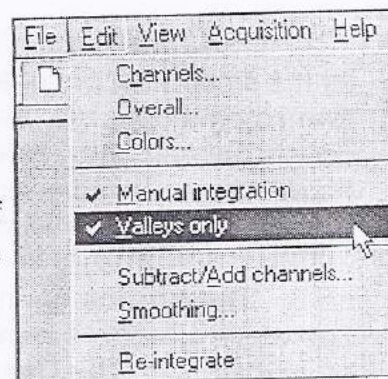 File Edit View Acquisition Help
Channels...
Overall...
Colors...
Manual integration
Valleys only
Subtract/Add channels...
Smoothing...
Re-integrate